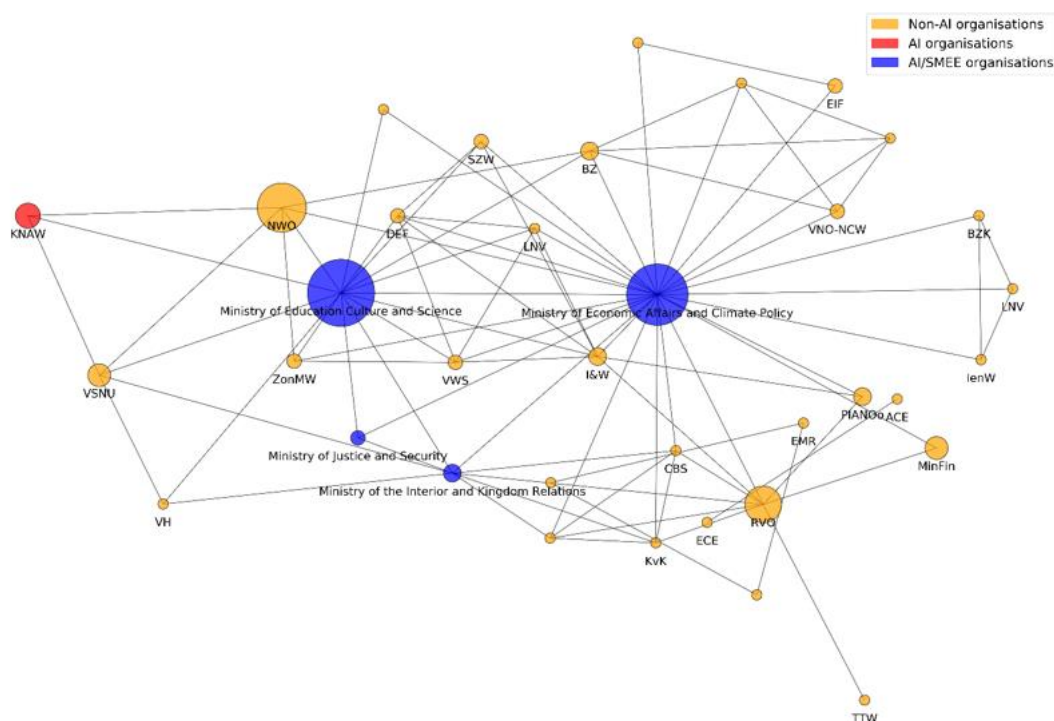 Non-AI organisations
AI organisations
AI/SMEE organisations
EIF
SZW
BZ
KNAW
NWO
DEF
LNV
VNO-NCW
BZK
Ministry of Education Culture and Science
Ministry of Economic Affairs and Climate Policy
LNV
ZonMW
VWS
I&W
IenW
VSNU
PIANOo
ACE
EMR
MinFin
Ministry of Justice and Security
CBS
Ministry of the Interior and Kingdom Relations
VH
RVO
ECE
KvK
TTW